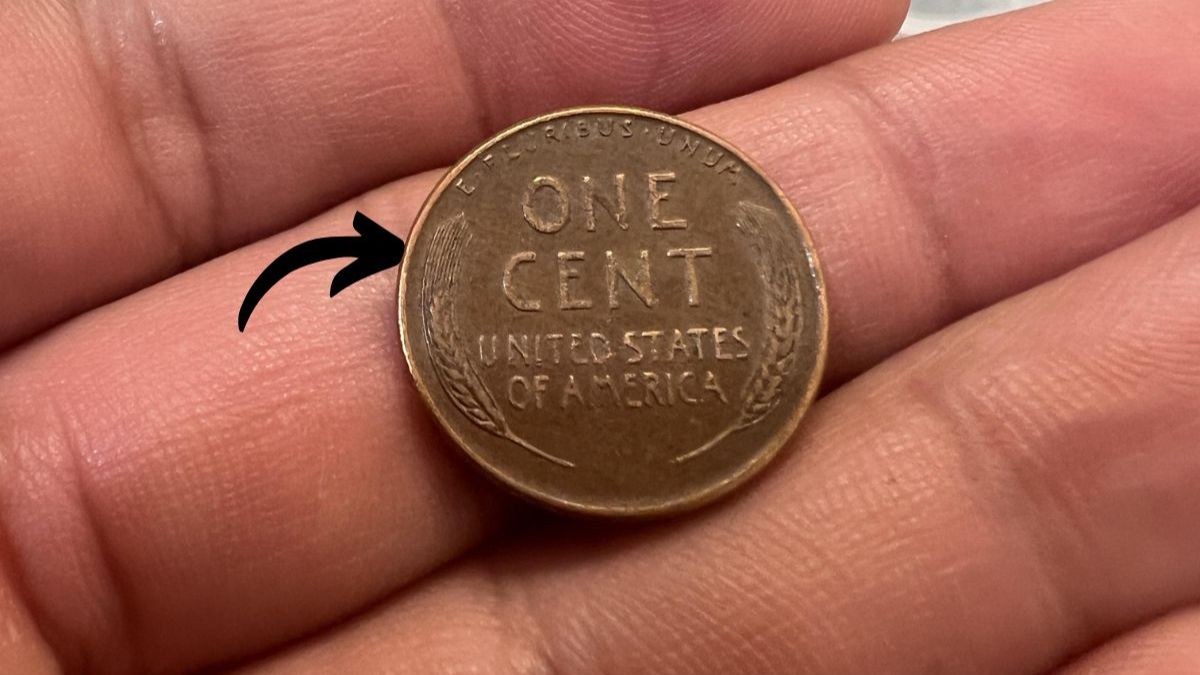 E·PLURIBUS·UNUM
ONE
CENT
UNITED STATES
OF AMERICA